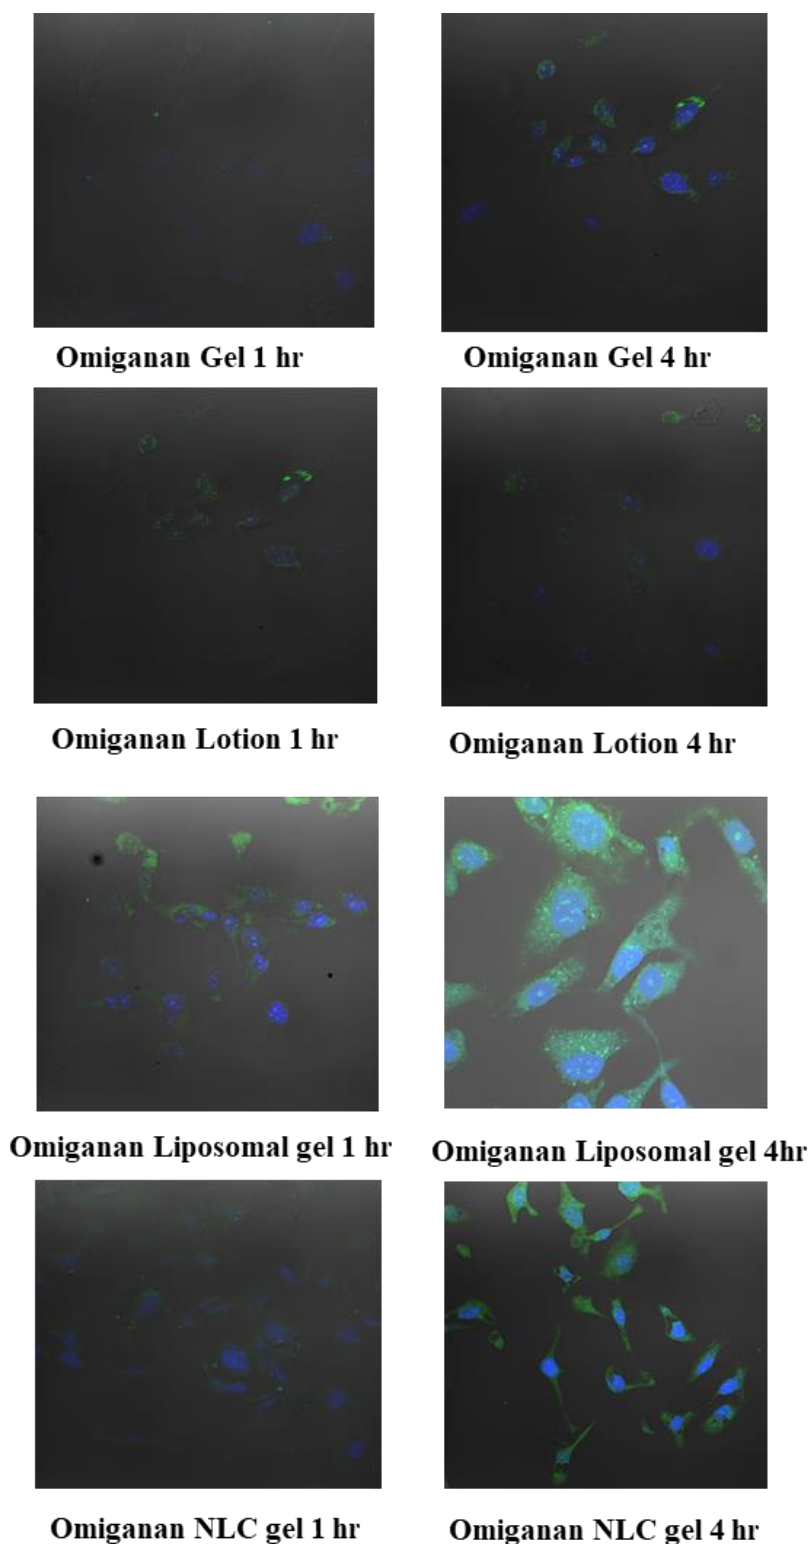 Omiganan Gel 1 hr
Omiganan Gel 4 hr
Omiganan Lotion 1 hr
Omiganan Lotion 4 hr
Omiganan Liposomal gel 1 hr
Omiganan Liposomal gel 4hr
Omiganan NLC gel 1 hr
Omiganan NLC gel 4 hr